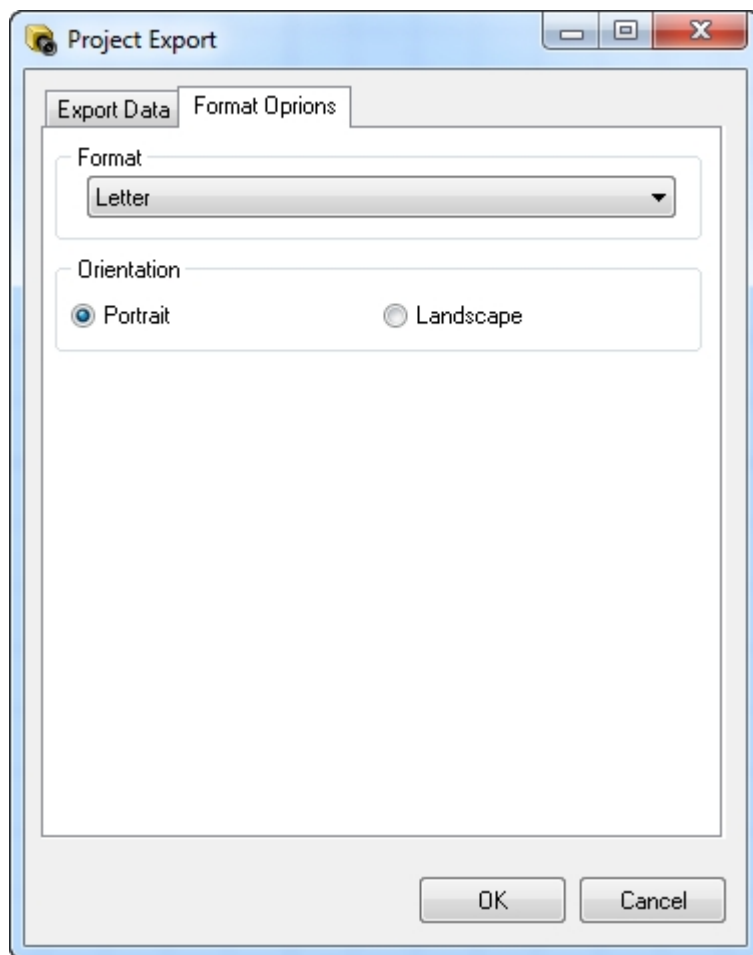 Project Export
Export Data Format Oprions
Format
Letter
Orientation
Portrait Landscape
OK Cancel